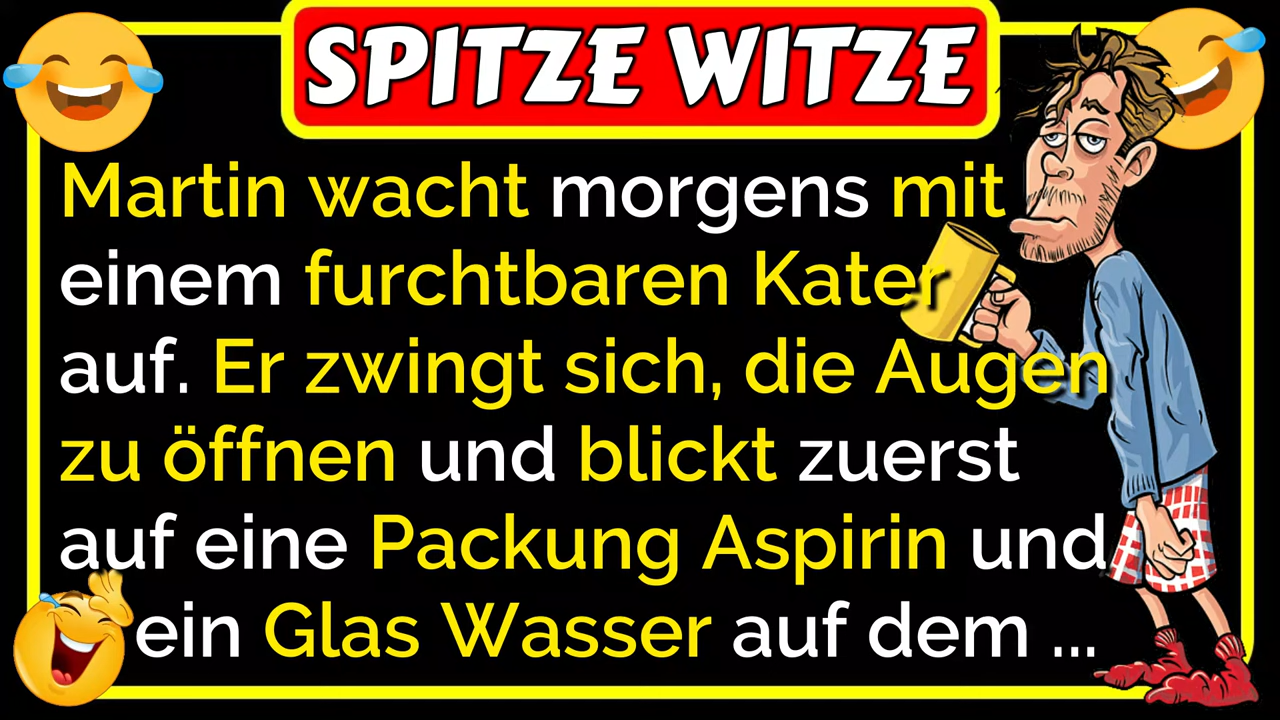 SPITZE WITZE
Martin wacht morgens mit
einem furchtbaren Kater
auf. Er zwingt sich, die Augen
zu öffnen und blickt zuerst
auf eine Packung Aspirin und
ein Glas Wasser auf dem ...